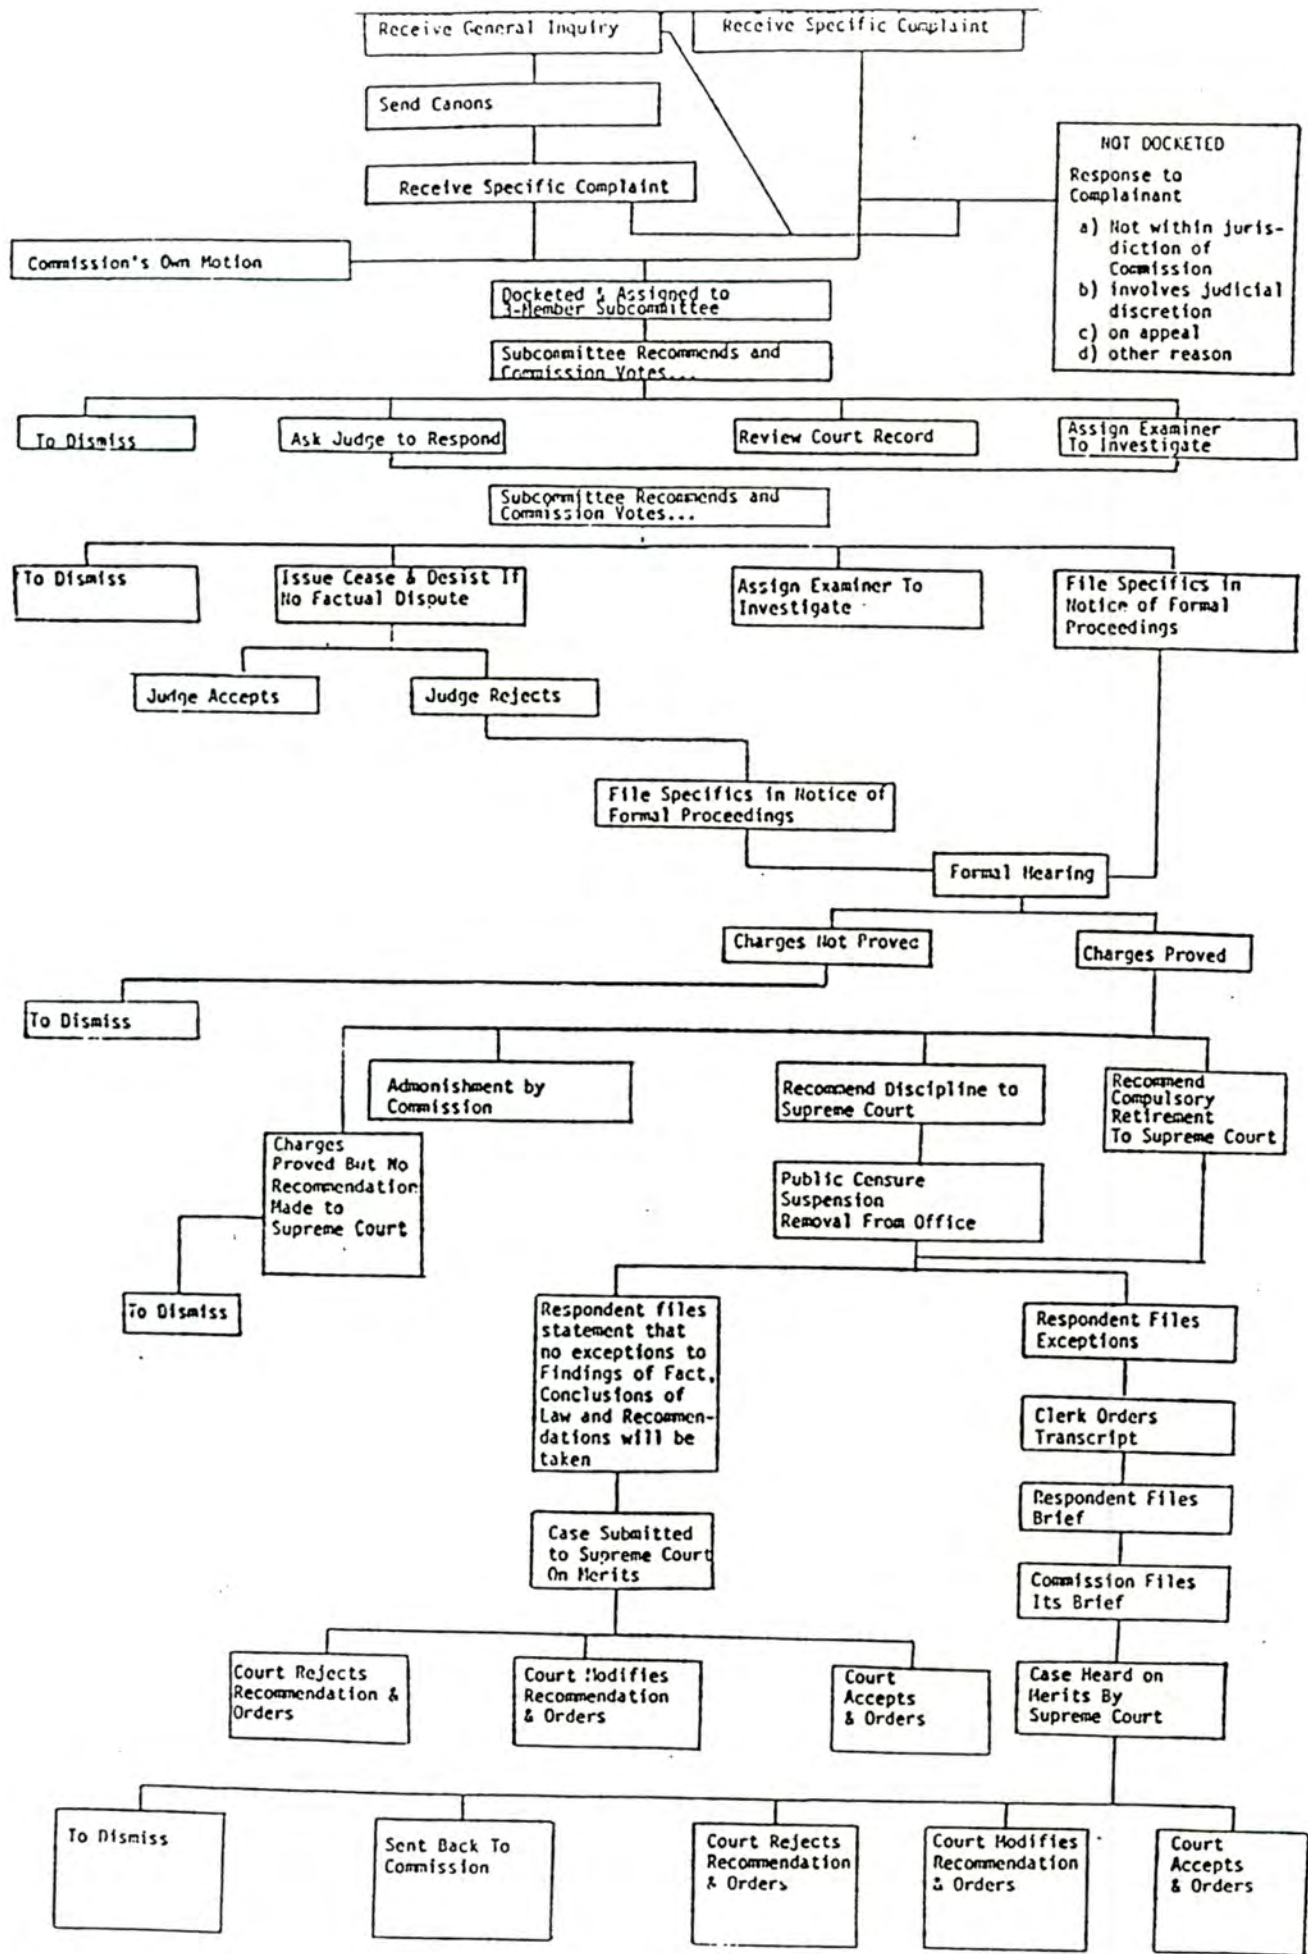 Receive General Inquiry
Receive Specific Complaint
Send Canons
Receive Specific Complaint
NOT DOCKETED
Response to
Complainant
a) Not within juris-
diction of
Commission
b) involves judicial
discretion
c) on appeal
d) other reason
Commission's Own Motion
Docketed & Assigned to
3-Member Subcommittee
Subcommittee Recommends and
Commission Votes...
To Dismiss
Ask Judge to Respond
Review Court Record
Assign Examiner
To Investigate
Subcommittee Recommends and
Commission Votes...
To Dismiss
Issue Cease & Desist If
No Factual Dispute
Assign Examiner To
Investigate
File Specifics in
Notice of Formal
Proceedings
Judge Accepts
Judge Rejects
File Specifics in Notice of
Formal Proceedings
Formal Hearing
Charges Not Proved
Charges Proved
To Dismiss
Admonishment by
Commission
Recommend Discipline to
Supreme Court
Recommend
Compulsory
Retirement
To Supreme Court
Charges
Proved But No
Recommendation
Made to
Supreme Court
Public Censure
Suspension
Removal From Office
To Dismiss
Respondent files
statement that
no exceptions to
Findings of Fact,
Conclusions of
Law and Recommen-
dations will be
taken
Respondent Files
Exceptions
Clerk Orders
Transcript
Respondent Files
Brief
Case Submitted
to Supreme Court
On Merits
Commission Files
Its Brief
Court Rejects
Recommendation &
Orders
Court Modifies
Recommendation
& Orders
Court
Accepts
& Orders
Case Heard on
Merits By
Supreme Court
To Dismiss
Sent Back To
Commission
Court Rejects
Recommendation
& Orders
Court Modifies
Recommendation
& Orders
Court
Accepts
& Orders